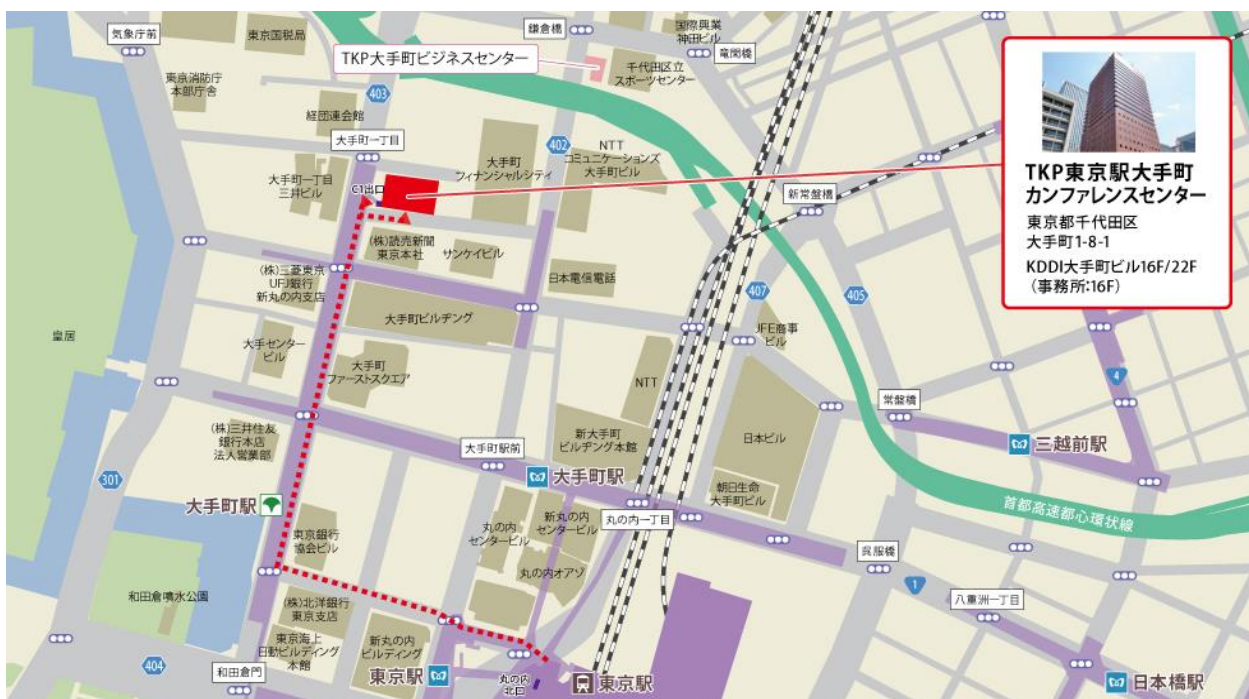 気象庁前
東京国税局
鎌倉橋
国際興業
神田ビル
竜閑橋
TKP大手町ビジネスセンター
千代田区立
スポーツセンター
東京消防庁
本部庁舎
403
経団連会館
大手町一丁目
402
NTT
コミュニケーションズ
大手町ビル
大手町
フィナンシャルシティ
大手町一丁目
三井ビル
C1出口
新常盤橋
TKP東京駅大手町
カンファレンスセンター
東京都千代田区
大手町1-8-1
KDDI大手町ビル16F/22F
(事務所:16F)
(株)読売新聞
東京本社
サンケイビル
(株)三菱東京
UFJ銀行
新丸の内支店
日本電信電話
407
405
大手町ビルヂング
JFE商事
ビル
皇居
大手センター
ビル
大手町
ファーストスクエア
NTT
4
常盤橋
(株)三井住友
銀行本店
法人営業部
大手町駅前
新大手町
ビルヂング本館
日本ビル
三越前駅
301
大手町駅
朝日生命
大手町ビル
大手町駅
首都高速都心環状線
丸の内
センタービル
新丸の内
センタービル
丸の内一丁目
東京銀行
協会ビル
丸の内オアゾ
呉服橋
1
和田倉噴水公園
(株)北洋銀行
東京支店
八重洲一丁目
東京海上
日動ビルディング
本館
新丸の内
ビルディング
404
和田倉門
東京駅
丸の内
北口
東京駅
日本橋駅